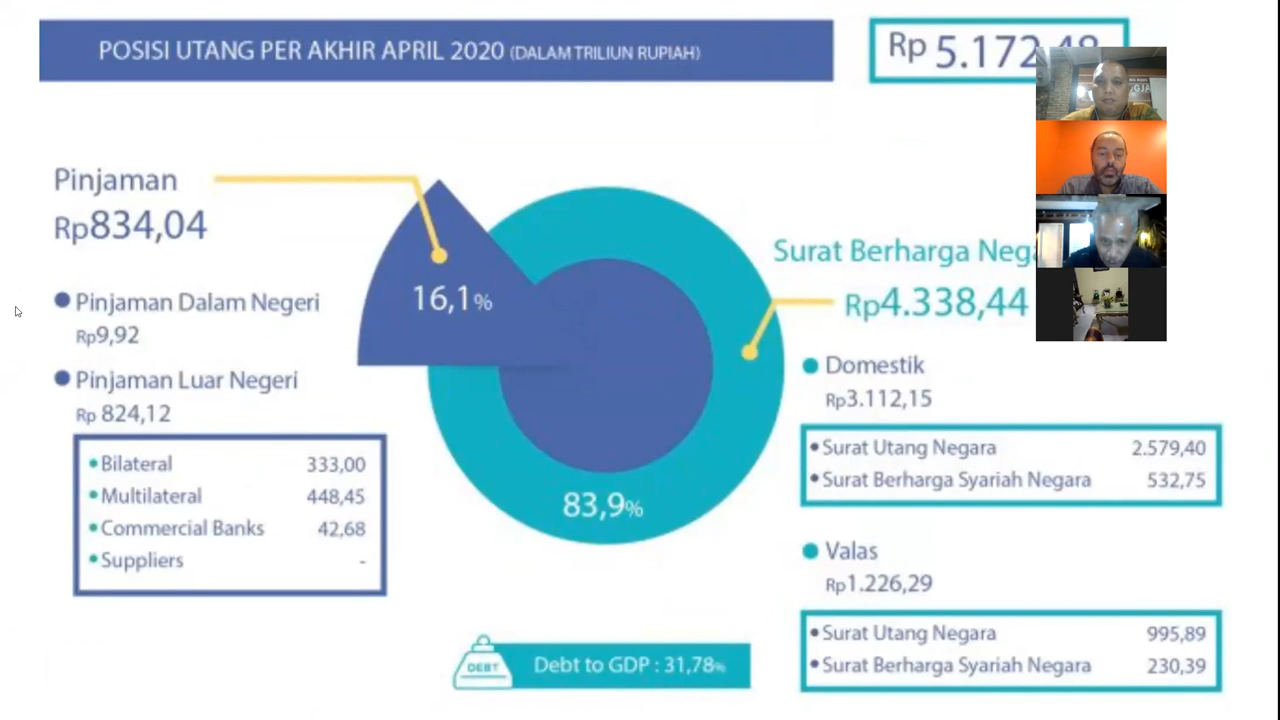 POSISI UTANG PER AKHIR APRIL 2020 (DALAM TRILIUN RUPIAH)
Rp 5.172,48
Pinjaman
Rp834,04
Pinjaman Dalam Negeri
Rp9,92
Pinjaman Luar Negeri
Rp 824,12
Bilateral 333,00
Multilateral 448,45
Commercial Banks 42,68
Suppliers -
16,1%
83,9%
Surat Berharga
Rp4.338,44
Domestik
Rp3.112,15
Surat Utang Negara 2.579,40
Surat Berharga Syariah Negara 532,75
Valas
Rp1.226,29
Surat Utang Negara 995,89
Surat Berharga Syariah Negara 230,39
DEBT
Debt to GDP : 31,78%